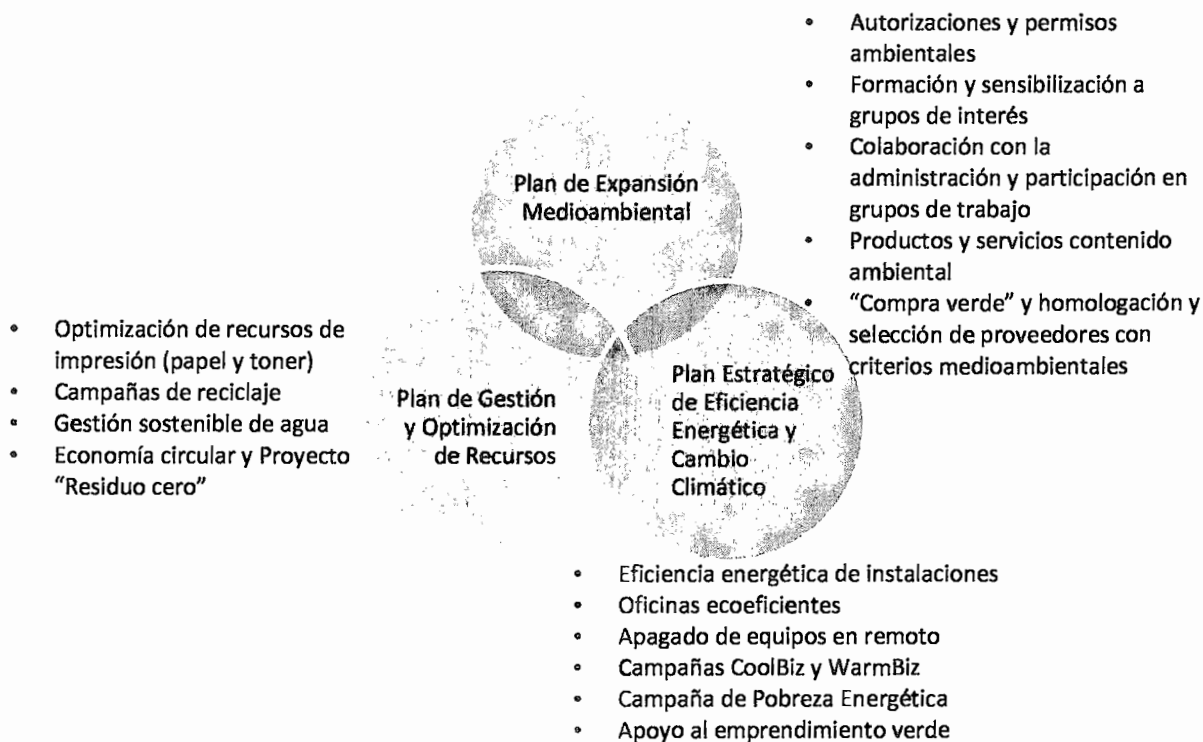 • Autorizaciones y permisos
ambientales
• Formación y sensibilización a
grupos de interés
• Colaboración con la
administración y participación en
grupos de trabajo
• Productos y servicios contenido
ambiental
• “Compra verde” y homologación y
selección de proveedores con
criterios medioambientales
Plan de Expansión
Medioambiental
• Optimización de recursos de
impresión (papel y toner)
• Campañas de reciclaje
• Gestión sostenible de agua
• Economía circular y Proyecto
“Residuo cero”
Plan de Gestión
y Optimización
de Recursos
Plan Estratégico
de Eficiencia
Energética y
Cambio
Climático
• Eficiencia energética de instalaciones
• Oficinas ecoeficientes
• Apagado de equipos en remoto
• Campañas CoolBiz y WarmBiz
• Campaña de Pobreza Energética
• Apoyo al emprendimiento verde